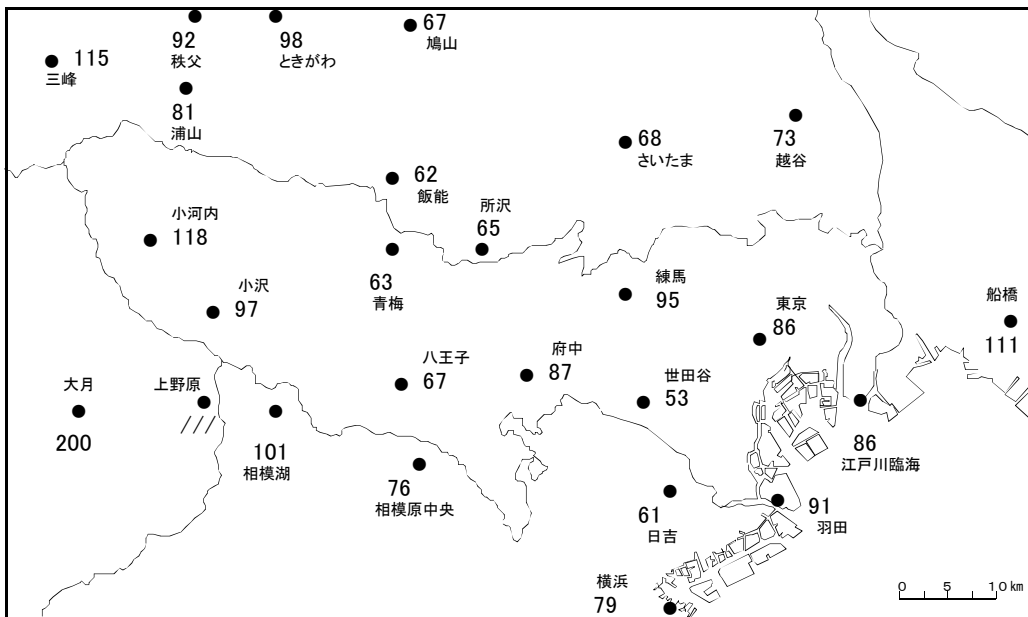 92
秩父
98
ときがわ
67
鳩山
115
三峰
81
浦山
68
さいたま
73
越谷
62
飯能
所沢
65
小河内
118
63
青梅
小沢
97
練馬
95
東京
86
船橋
111
大月
200
上野原
///
101
相模湖
八王子
67
府中
87
世田谷
53
86
江戸川臨海
76
相模原中央
61
日吉
91
羽田
横浜
79
0 5 10km